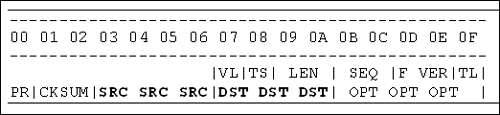 00 01 02 03 04 05 06 07 08 09 0A 0B 0C 0D 0E 0F
|VL|TS| LEN | SEQ |F VER|TL|
PR|CKSUM|SRC SRC SRC|DST DST DST| OPT OPT OPT |